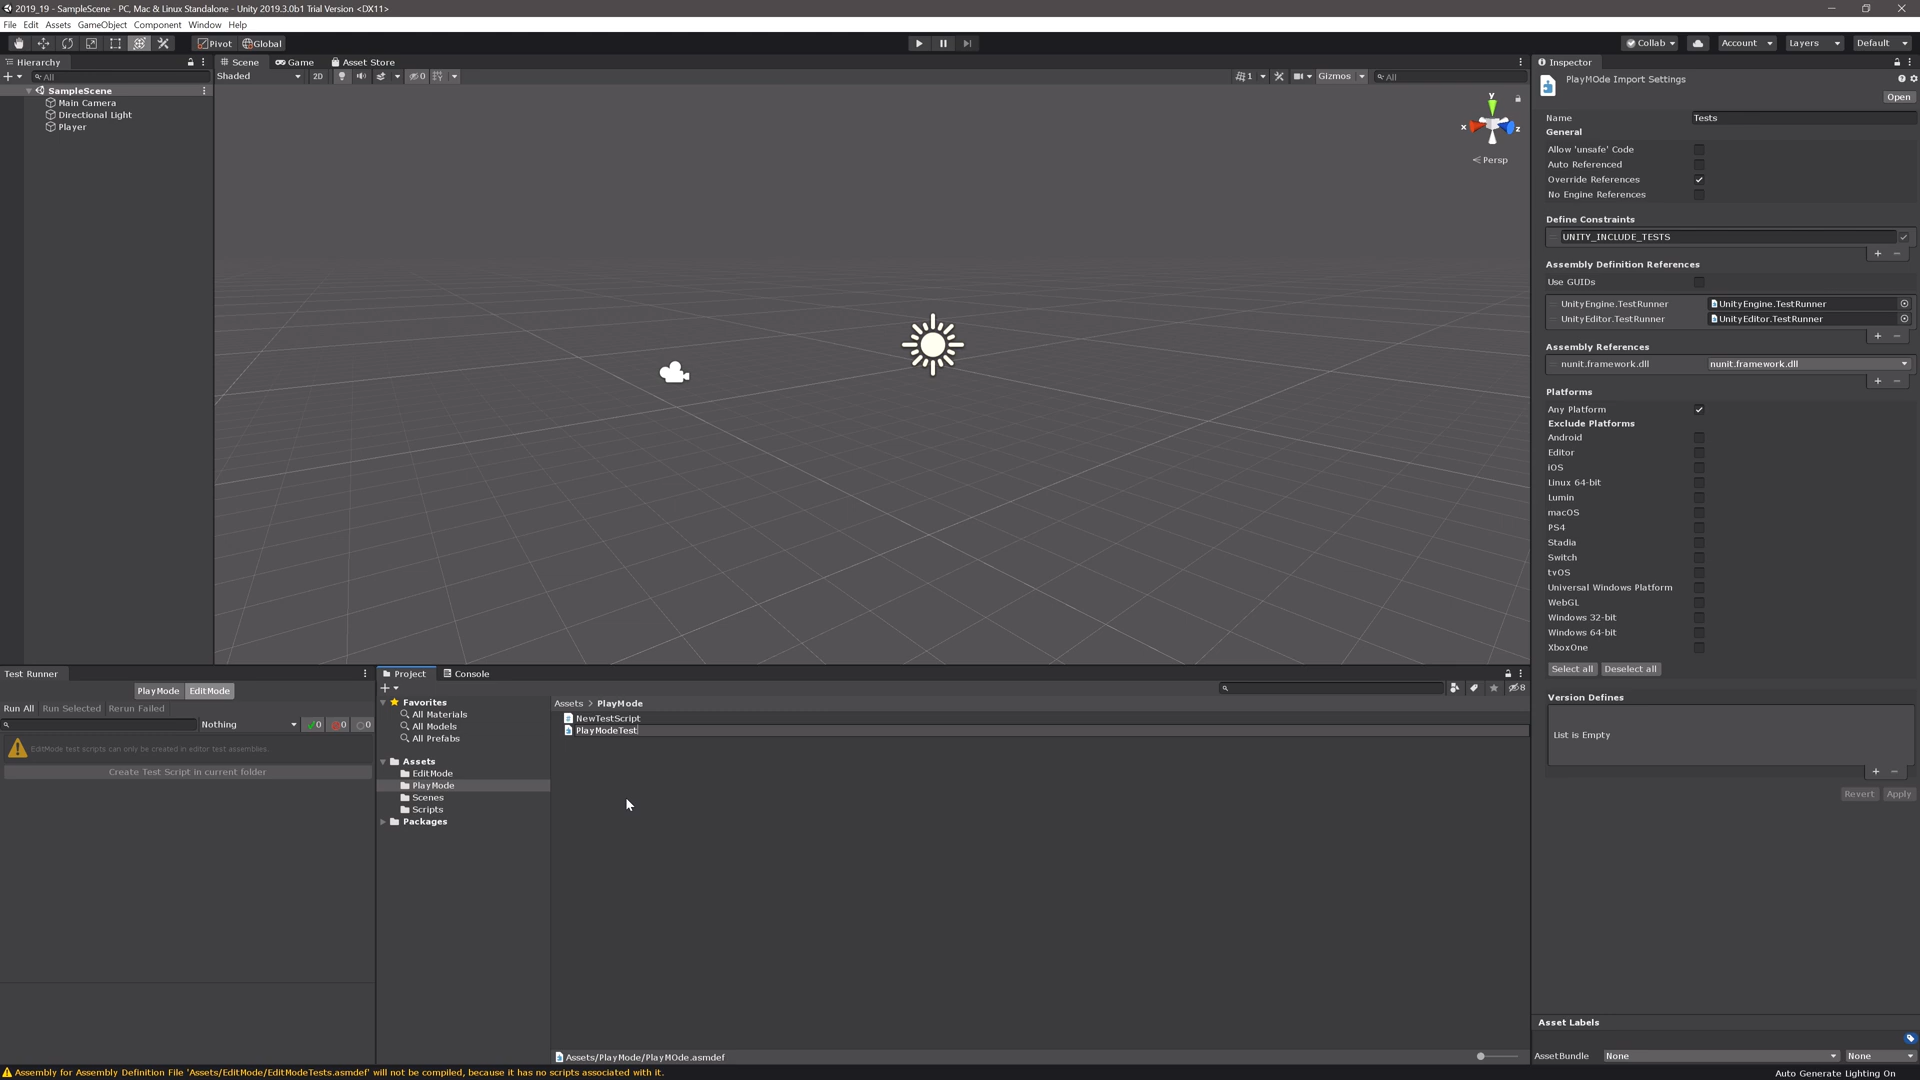 2019_19 - SampleScene - PC, Mac & Linux Standalone - Unity 2019.3.0b1 Trial Version <DX11>
File Edit Assets GameObject Component Window Help
Pivot Global
Collab Account Layers Default
Hierarchy
All
SampleScene
Main Camera
Directional Light
Player
Scene Game Asset Store
Shaded 2D 0 1 Gizmos All
y
x z
Persp
Inspector
PlayMOde Import Settings
Open
Name Tests
General
Allow 'unsafe' Code
Auto Referenced
Override References
No Engine References
Define Constraints
UNITY_INCLUDE_TESTS
Assembly Definition References
Use GUIDs
UnityEngine.TestRunner UnityEngine.TestRunner
UnityEditor.TestRunner UnityEditor.TestRunner
Assembly References
nunit.framework.dll nunit.framework.dll
Platforms
Any Platform
Exclude Platforms
Android
Editor
iOS
Linux 64-bit
Lumin
macOS
PS4
Stadia
Switch
tvOS
Universal Windows Platform
WebGL
Windows 32-bit
Windows 64-bit
XboxOne
Select all Deselect all
Version Defines
List is Empty
Revert Apply
Asset Labels
AssetBundle None None
Test Runner
PlayMode EditMode
Run All Run Selected Rerun Failed
Nothing 0 0 0
EditMode test scripts can only be created in editor test assemblies.
Create Test Script in current folder
Project Console
8
Favorites
All Materials
All Models
All Prefabs
Assets
EditMode
PlayMode
Scenes
Scripts
Packages
Assets > PlayMode
NewTestScript
PlayModeTest
Assets/PlayMode/PlayMOde.asmdef
Assembly for Assembly Definition File 'Assets/EditMode/EditModeTests.asmdef' will not be compiled, because it has no scripts associated with it.
Auto Generate Lighting On